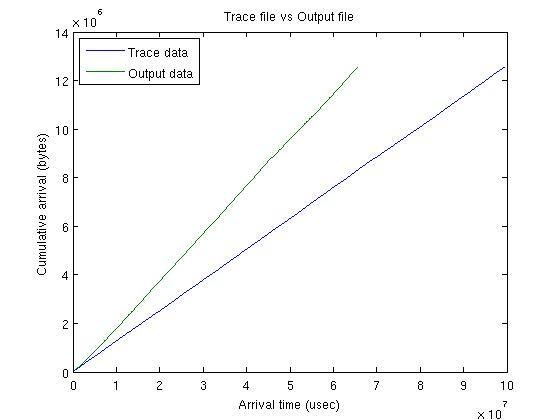 Trace file vs Output file
× 10^6
14
12
10
8
6
4
2
0
Cumulative arrival (bytes)
Trace data
Output data
0 1 2 3 4 5 6 7 8 9 10
Arrival time (usec)
× 10^7